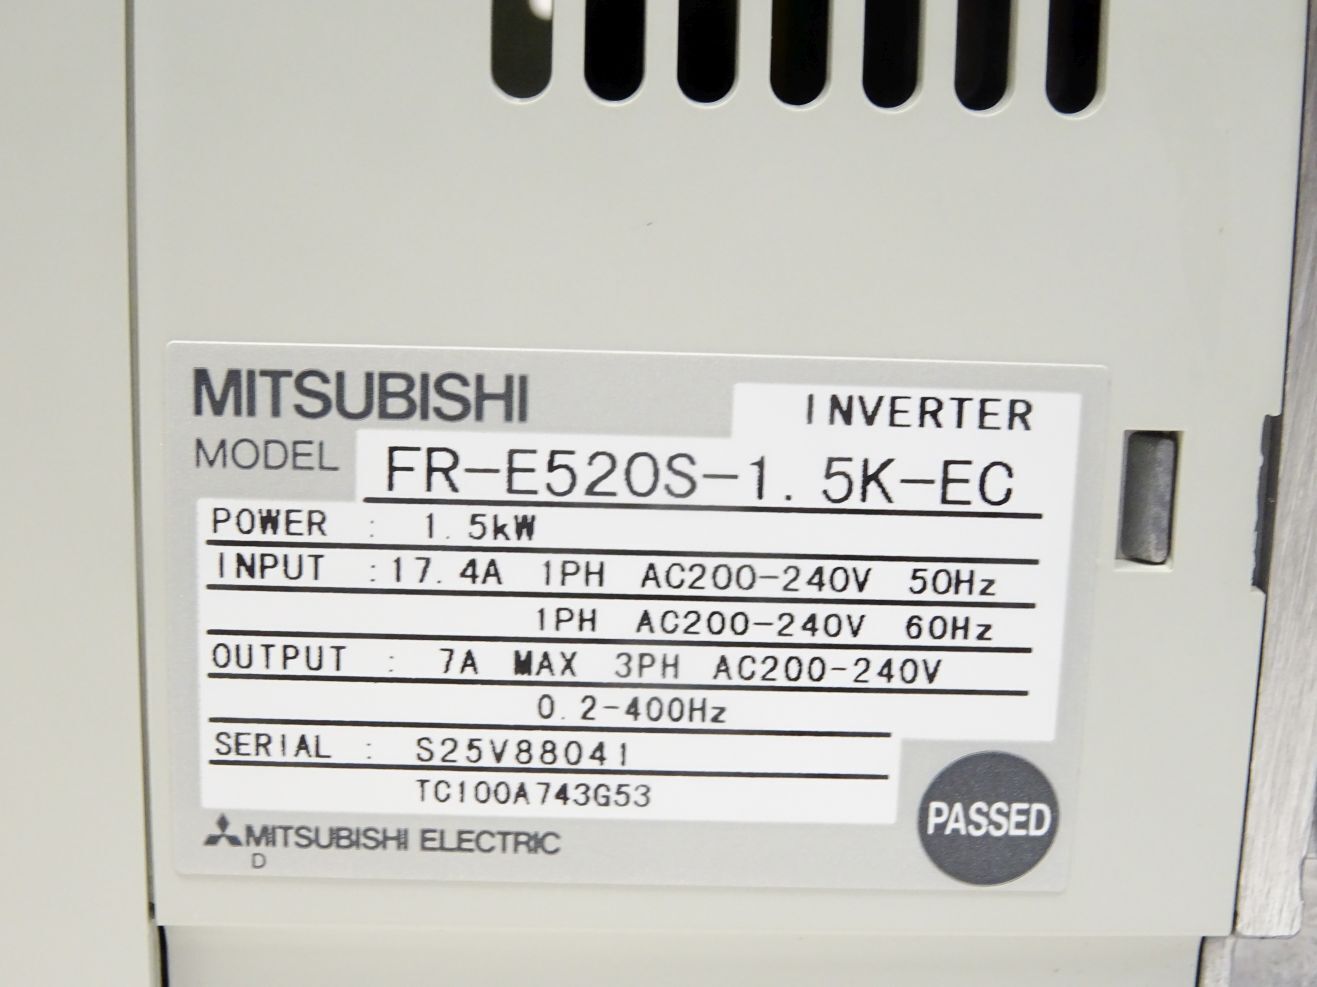 MITSUBISHI
INVERTER
MODEL FR-E520S-1.5K-EC
POWER : 1.5kW
INPUT : 17.4A 1PH AC200-240V 50Hz
1PH AC200-240V 60Hz
OUTPUT : 7A MAX 3PH AC200-240V
0.2-400Hz
SERIAL : S25V88041
TC100A743G53
PASSED
MITSUBISHI ELECTRIC
D